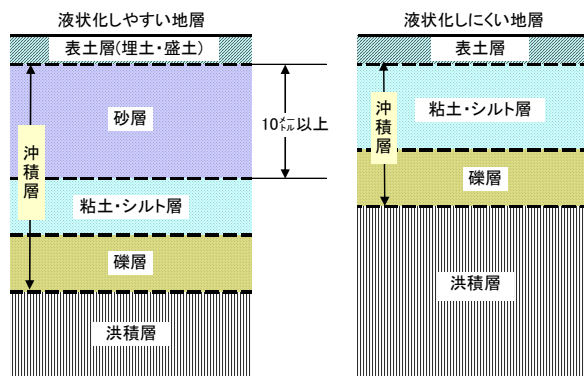 液状化しやすい地層
表土層(埋土・盛土)
砂層
10㍍以上
沖積層
粘土・シルト層
礫層
洪積層
液状化しにくい地層
表土層
沖積層
粘土・シルト層
礫層
洪積層